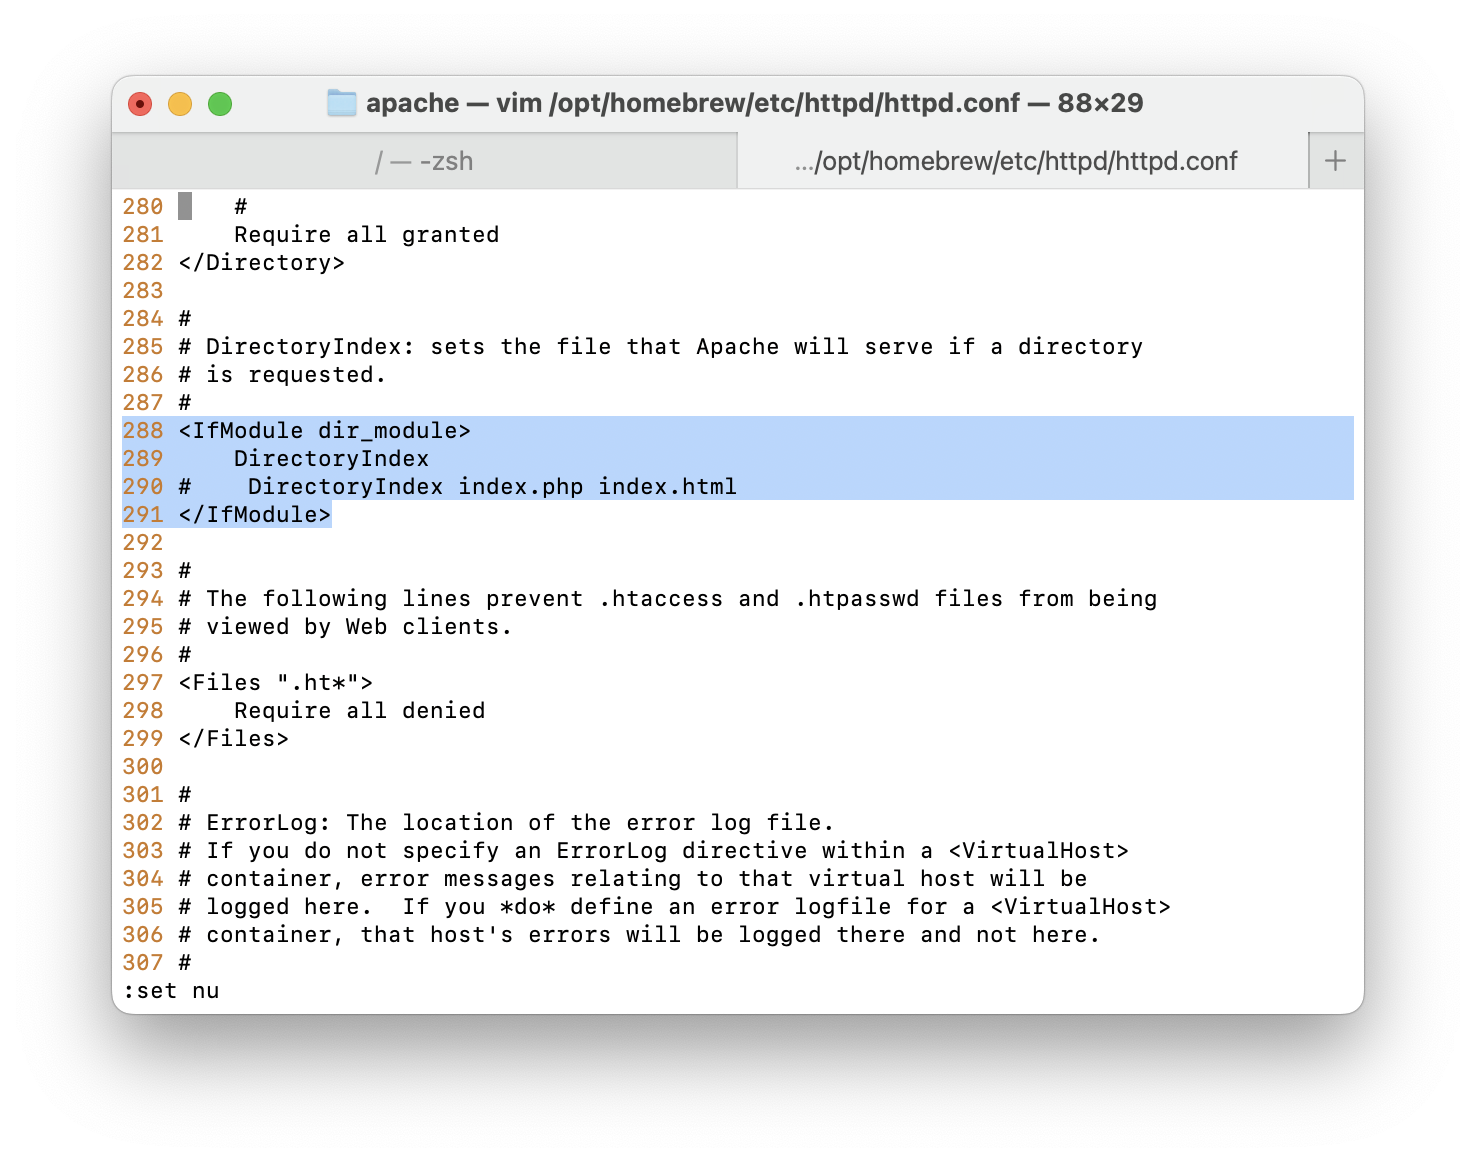 apache — vim /opt/homebrew/etc/httpd/httpd.conf — 88×29
/ — -zsh
.../opt/homebrew/etc/httpd/httpd.conf
+
280     #
281     Require all granted
282 </Directory>
283
284 #
285 # DirectoryIndex: sets the file that Apache will serve if a directory
286 # is requested.
287 #
288 <IfModule dir_module>
289     DirectoryIndex
290 #    DirectoryIndex index.php index.html
291 </IfModule>
292
293 #
294 # The following lines prevent .htaccess and .htpasswd files from being
295 # viewed by Web clients.
296 #
297 <Files ".ht*">
298     Require all denied
299 </Files>
300
301 #
302 # ErrorLog: The location of the error log file.
303 # If you do not specify an ErrorLog directive within a <VirtualHost>
304 # container, error messages relating to that virtual host will be
305 # logged here.  If you *do* define an error logfile for a <VirtualHost>
306 # container, that host's errors will be logged there and not here.
307 #
:set nu